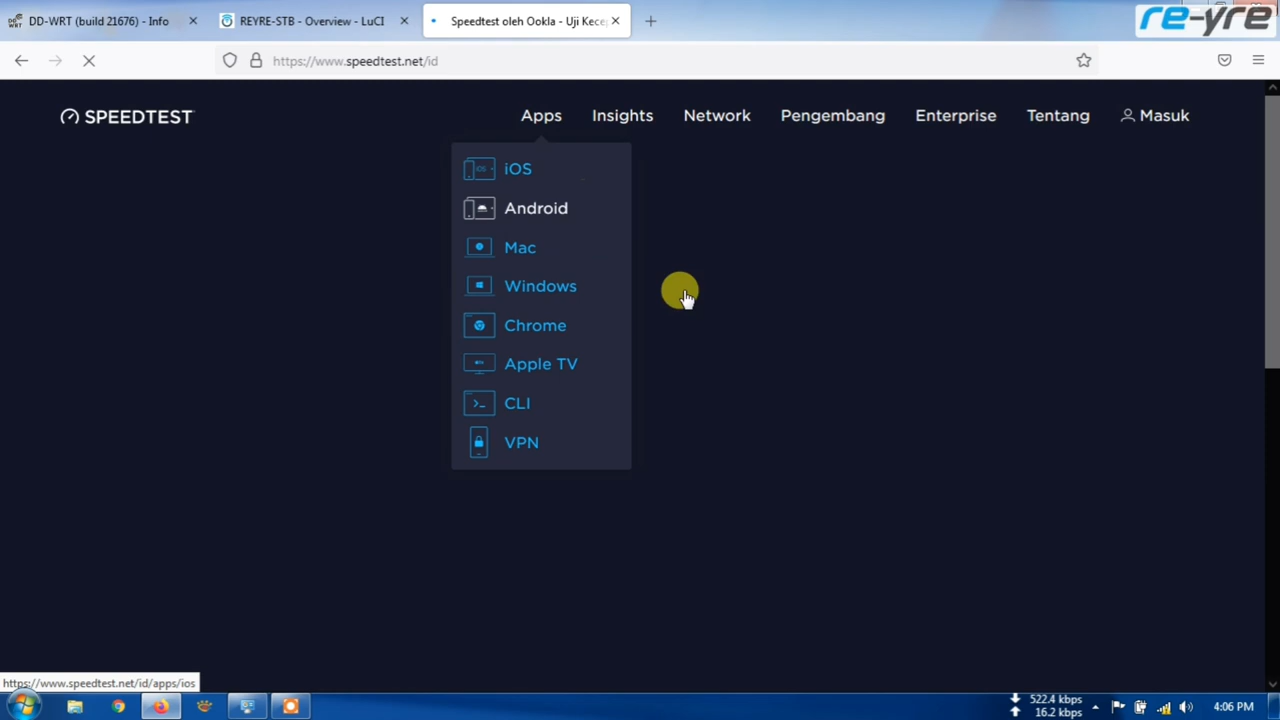 DD-WRT (build 21676) - Info
REYRE-STB - Overview - LuCI
Speedtest oleh Ookla - Uji Kece
re-yre
https://www.speedtest.net/id
SPEEDTEST
Apps
Insights
Network
Pengembang
Enterprise
Tentang
Masuk
iOS
Android
Mac
Windows
Chrome
Apple TV
CLI
VPN
https://www.speedtest.net/id/apps/ios
522.4 kbps
16.2 kbps
4:06 PM